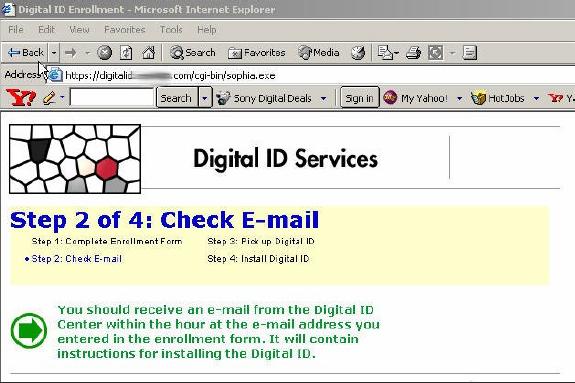 Digital ID Enrollment - Microsoft Internet Explorer
File Edit View Favorites Tools Help
Back Search Favorites Media
Address https://digitalid .com/cgi-bin/sophia.exe
Y! Search Sony Digital Deals Sign in My Yahoo! HotJobs Y-
Digital ID Services
Step 2 of 4: Check E-mail
Step 1: Complete Enrollment Form Step 3: Pick up Digital ID
Step 2: Check E-mail Step 4: Install Digital ID
You should receive an e-mail from the Digital ID
Center within the hour at the e-mail address you
entered in the enrollment form. It will contain
instructions for installing the Digital ID.